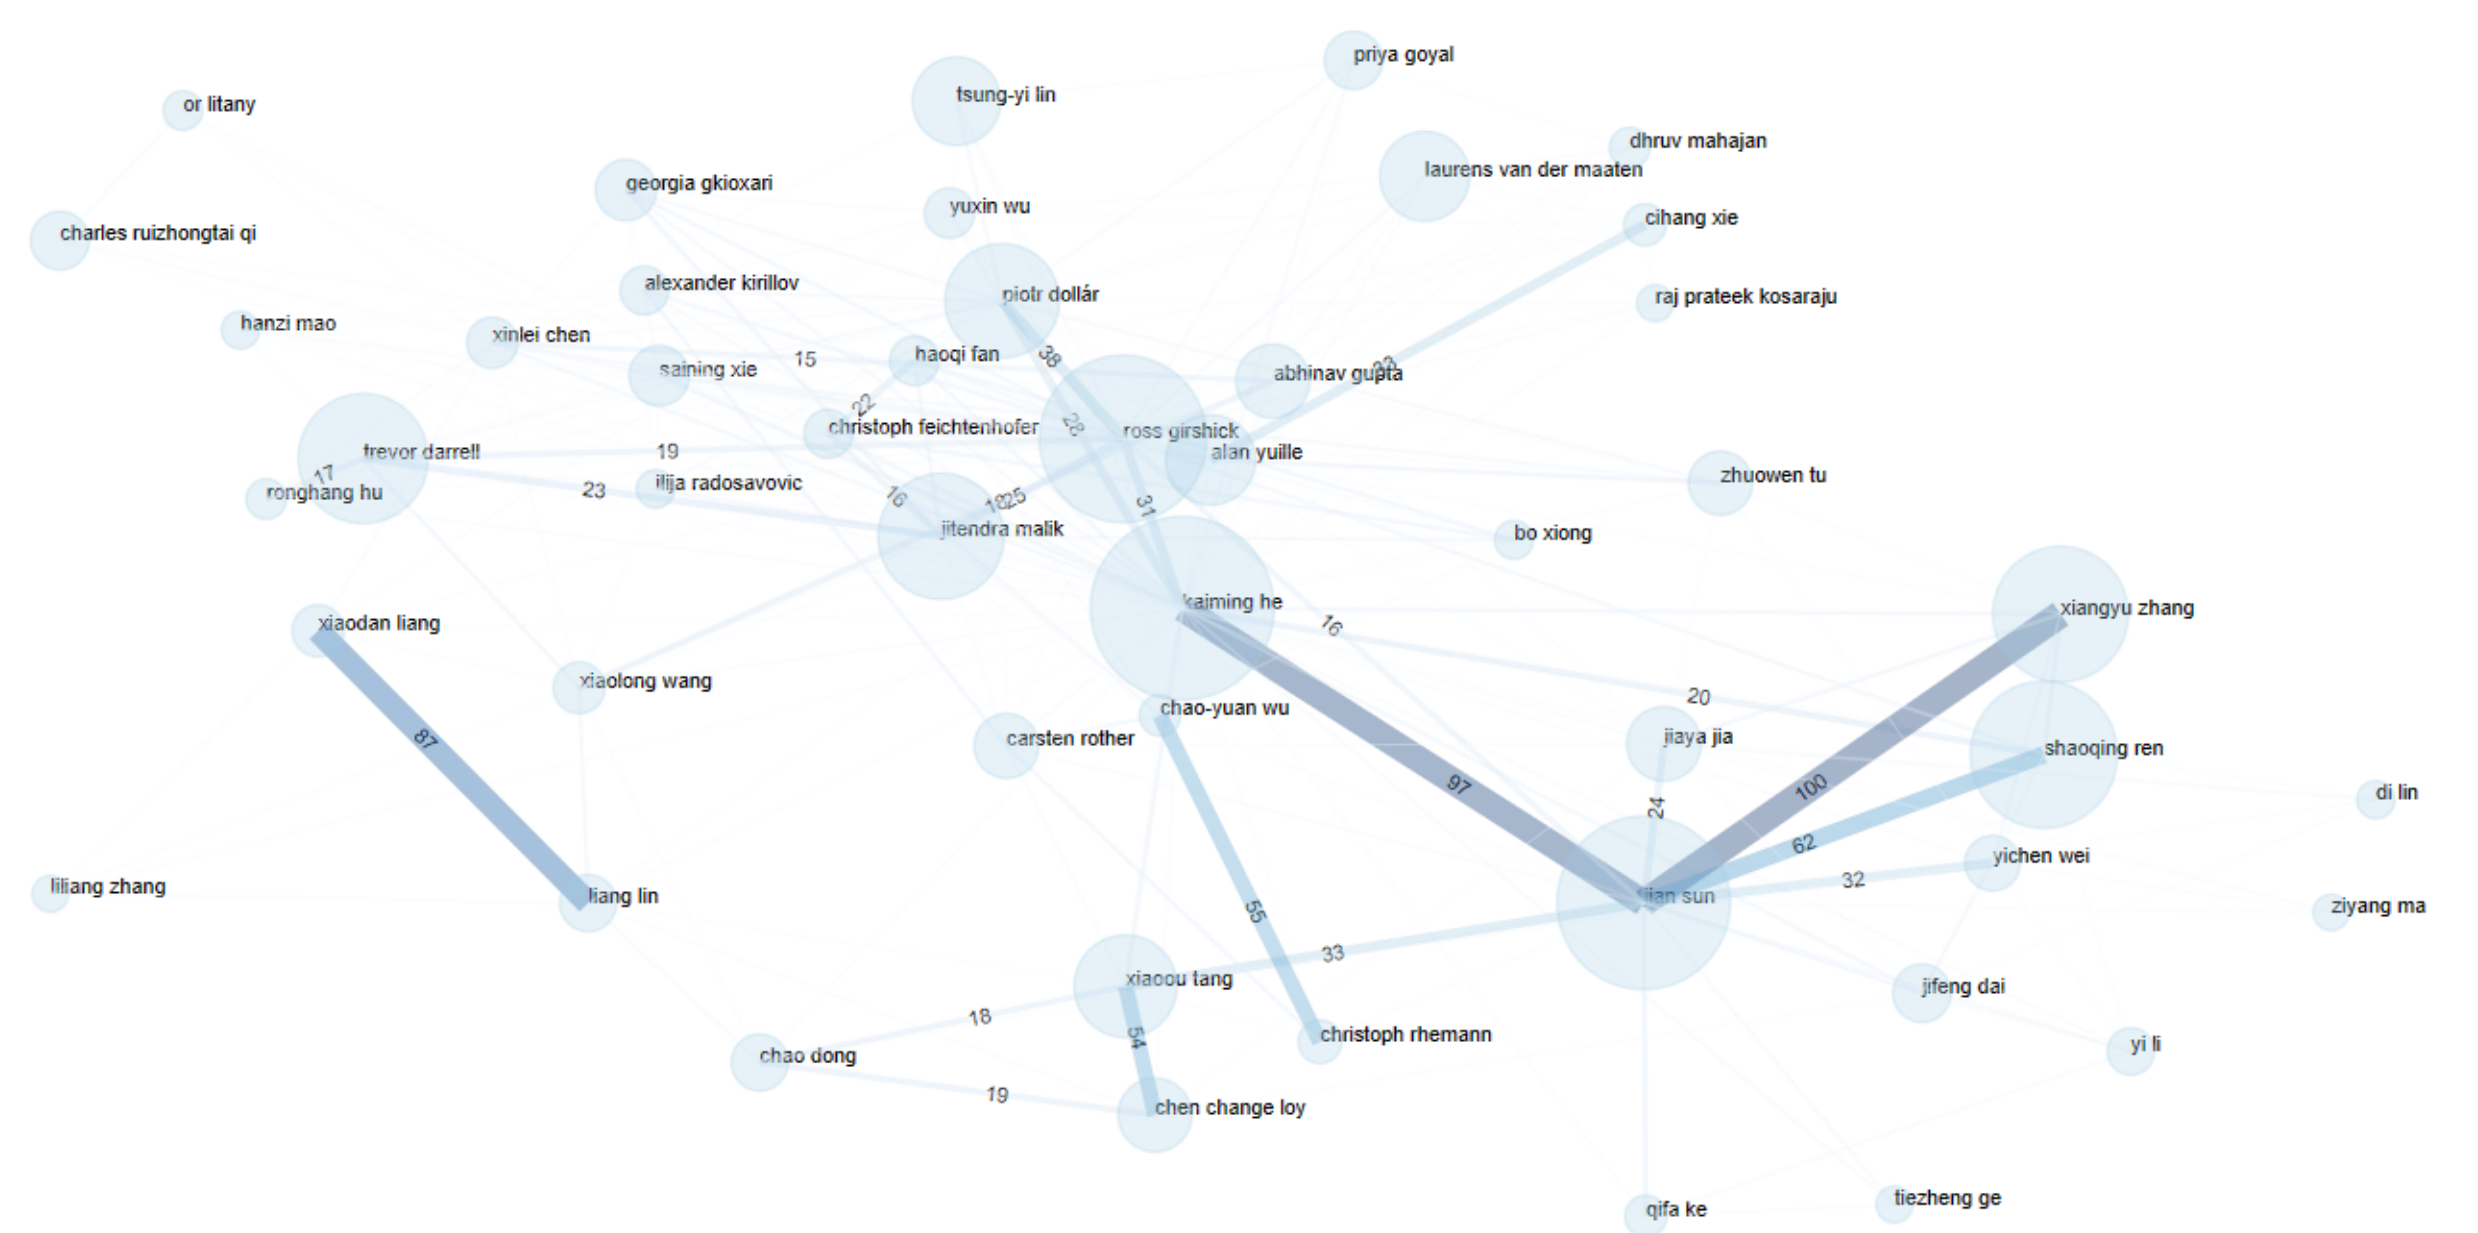 priya goyal
tsung-yi lin
or litany
dhruv mahajan
laurens van der maaten
georgia gkioxari
yuxin wu
cihang xie
charles ruizhongtai qi
alexander kirillov
piotr dollár
raj prateek kosaraju
hanzi mao
xinlei chen
haoqi fan
38
15
saining xie
abhinav gupta
22
christoph feichtenhofer
28
ross girshick
trevor darrell
19
alan yuille
17
ronghang hu
23
ilija radosavovic
16
18
25
31
zhuowen tu
jitendra malik
bo xiong
kaiming he
xiangyu zhang
xiaodan liang
16
xiaolong wang
20
chao-yuan wu
87
carsten rother
jiaya jia
shaoqing ren
97
100
24
di lin
62
yichen wei
liliang zhang
liang lin
32
jian sun
55
ziyang ma
33
xiaoou tang
jifeng dai
18
54
christoph rhemann
chao dong
yi li
19
chen change loy
qifa ke
tiezheng ge